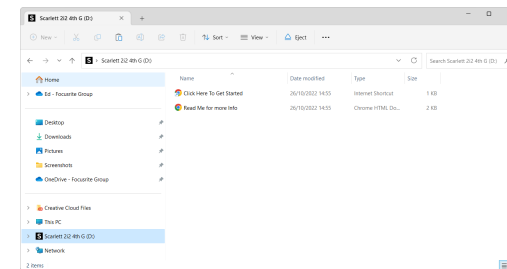 S Scarlett 2i2 4th G (D:)
New Sort View Eject
S Scarlett 2i2 4th G (D:) Search Scarlett 2i2 4th G (D:)
Home
Ed - Focusrite Group
Desktop
Downloads
Pictures
Screenshots
OneDrive - Focusrite Group
Creative Cloud Files
This PC
S Scarlett 2i2 4th G (D:)
Network
Name Date modified Type Size
Click Here To Get Started 26/10/2022 14:55 Internet Shortcut 1 KB
Read Me for more info 26/10/2022 14:55 Chrome HTML Do... 2 KB
2 items